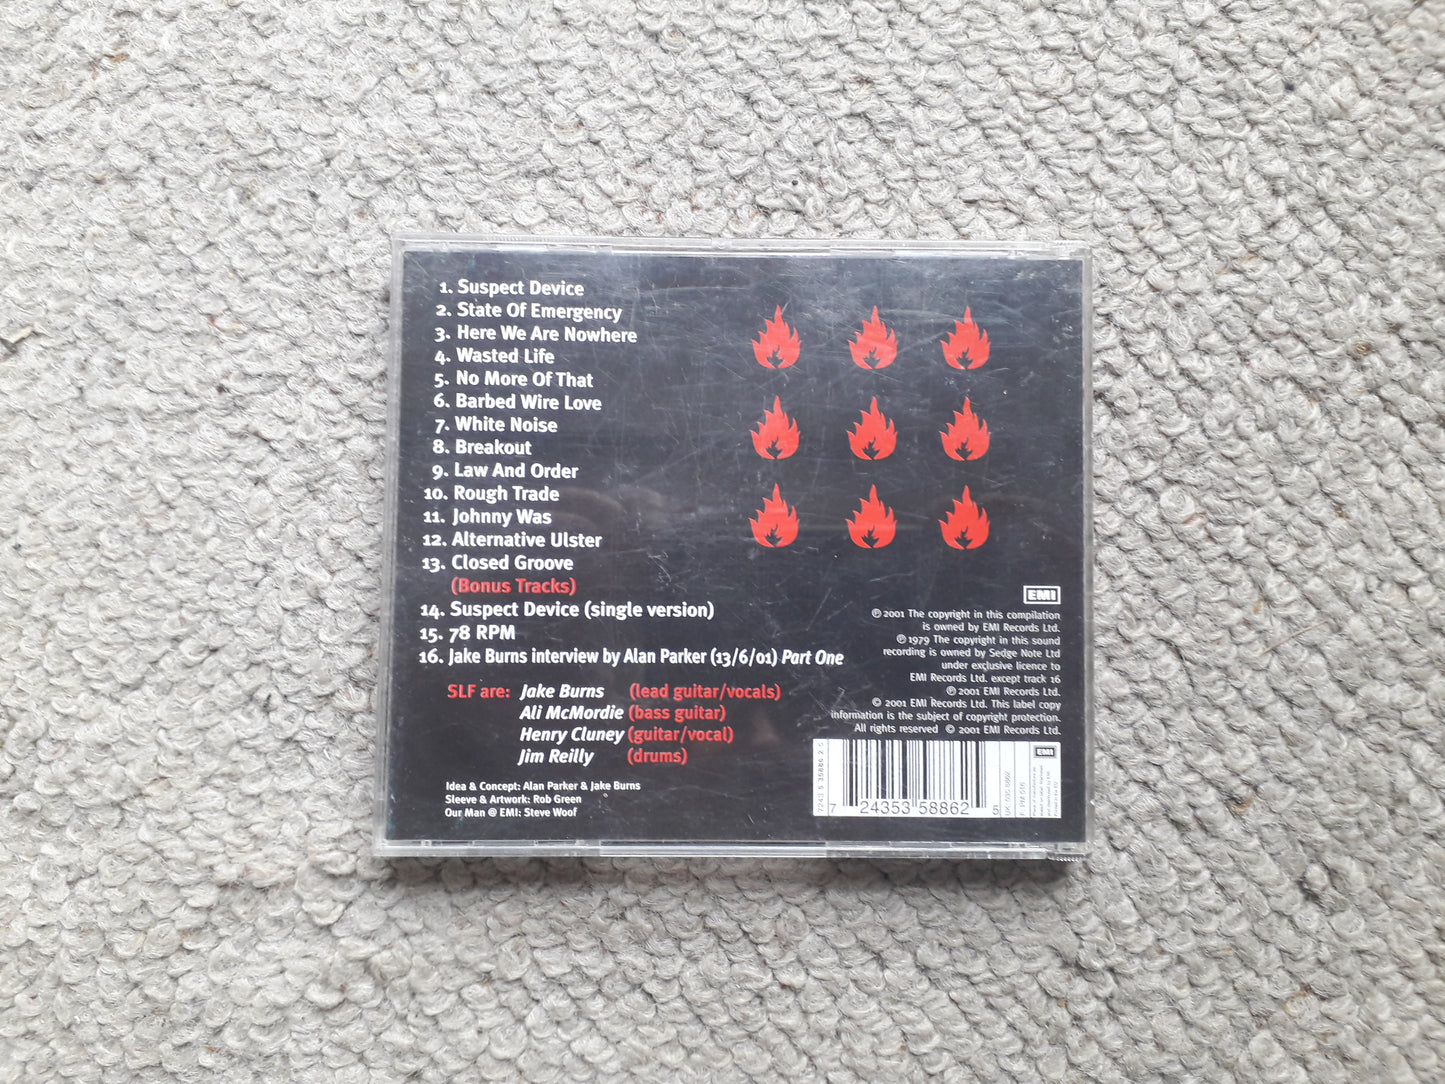 1. Suspect Device
2. State Of Emergency
3. Here We Are Nowhere
4. Wasted Life
5. No More Of That
6. Barbed Wire Love
7. White Noise
8. Breakout
9. Law And Order
10. Rough Trade
11. Johnny Was
12. Alternative Ulster
13. Closed Groove
(Bonus Tracks)
14. Suspect Device (single version)
15. 78 RPM
16. Jake Burns interview by Alan Parker (13/6/01) Part One
SLF are: Jake Burns (lead guitar/vocals)
Ali McMordie (bass guitar)
Henry Cluney (guitar/vocal)
Jim Reilly (drums)
Idea & Concept: Alan Parker & Jake Burns
Sleeve & Artwork: Rob Green
Our Man @ EMI: Steve Woof
EMI
℗ 2001 The copyright in this compilation
is owned by EMI Records Ltd.
℗ 1979 The copyright in this sound
recording is owned by Sedge Note Ltd
under exclusive licence to
EMI Records Ltd. except track 16
℗ 2001 EMI Records Ltd.
© 2001 EMI Records Ltd. This label copy
information is the subject of copyright protection.
All rights reserved © 2001 EMI Records Ltd.
7243 5 35886 2 5
7 24353 58862 5
EMI